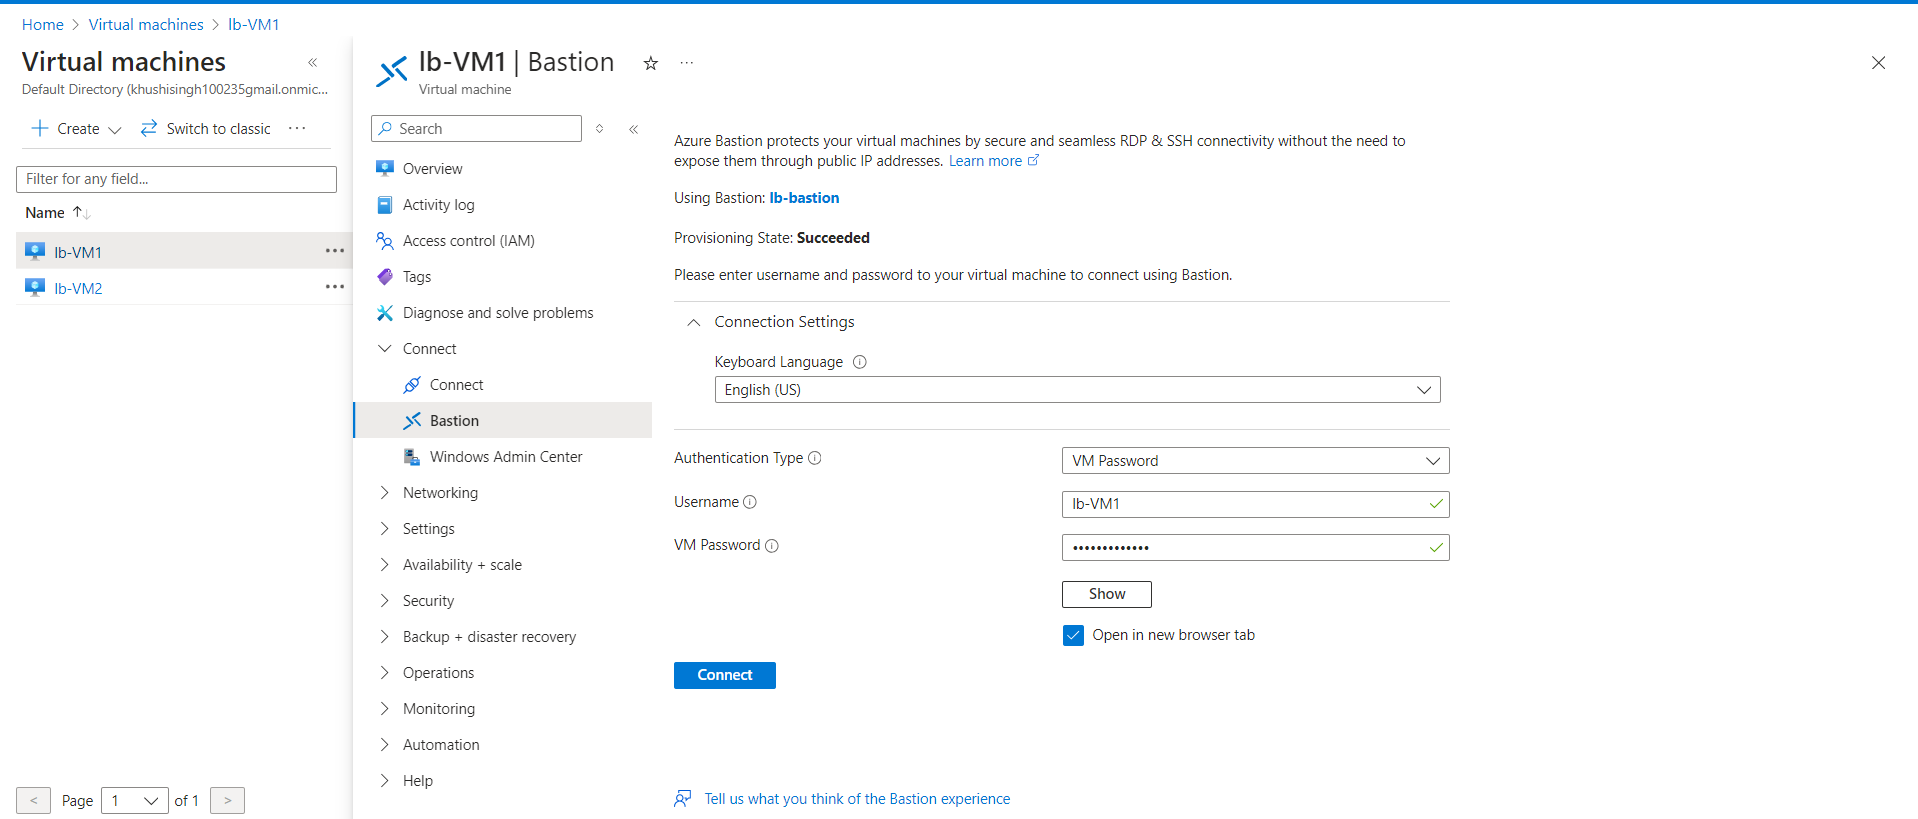 Home > Virtual machines > lb-VM1
Virtual machines «
Default Directory (khushisingh100235gmail.onmic...
Create Switch to classic ...
Filter for any field...
Name ↑↓
lb-VM1 ...
lb-VM2 ...
< Page 1 of 1 >
lb-VM1 | Bastion ...
Virtual machine
Search «
Overview
Activity log
Access control (IAM)
Tags
Diagnose and solve problems
Connect
Connect
Bastion
Windows Admin Center
Networking
Settings
Availability + scale
Security
Backup + disaster recovery
Operations
Monitoring
Automation
Help
Azure Bastion protects your virtual machines by secure and seamless RDP & SSH connectivity without the need to
expose them through public IP addresses. Learn more
Using Bastion: lb-bastion
Provisioning State: Succeeded
Please enter username and password to your virtual machine to connect using Bastion.
Connection Settings
Keyboard Language
English (US)
Authentication Type VM Password
Username lb-VM1
VM Password •••••••••••••
Show
Open in new browser tab
Connect
Tell us what you think of the Bastion experience